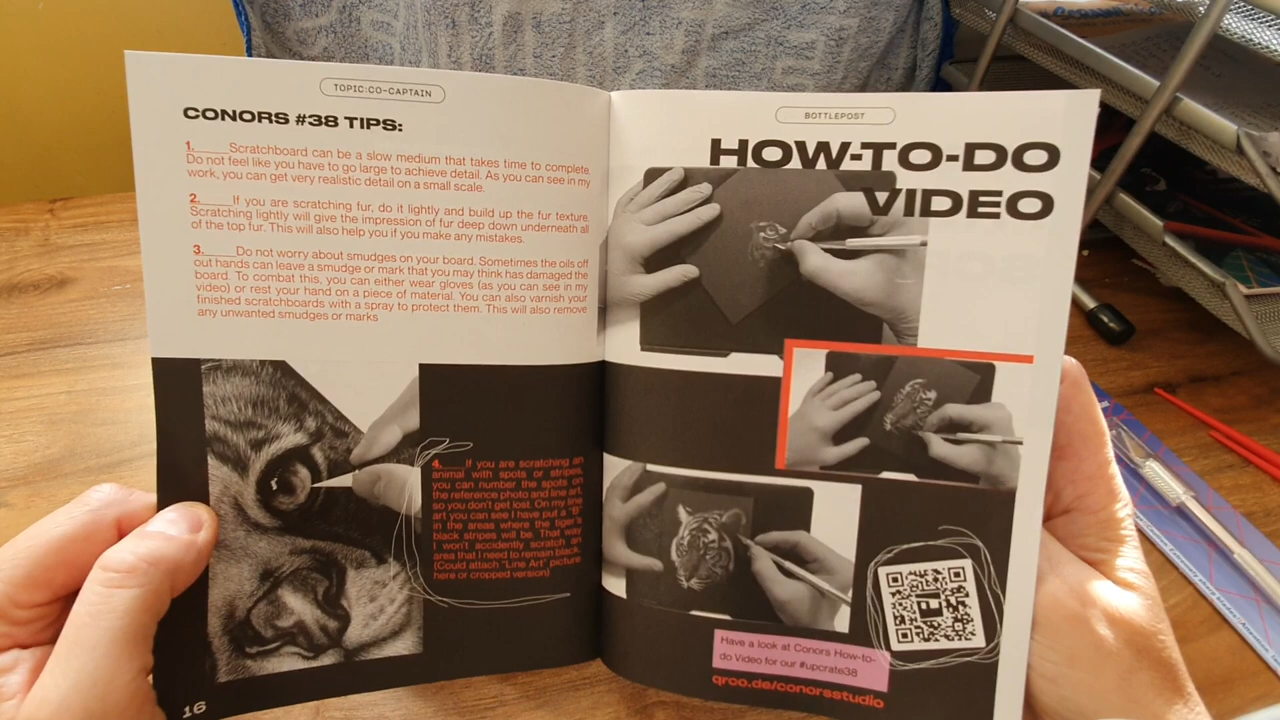 TOPIC:CO-CAPTAIN
CONORS #38 TIPS:
1.____Scratchboard can be a slow medium that takes time to complete.
Do not feel like you have to go large to achieve detail. As you can see in my
work, you can get very realistic detail on a small scale.
2.____If you are scratching fur, do it lightly and build up the fur texture.
Scratching lightly will give the impression of fur deep down underneath all
of the top fur. This will also help you if you make any mistakes.
3.____Do not worry about smudges on your board. Sometimes the oils off
out hands can leave a smudge or mark that you may think has damaged the
board. To combat this, you can either wear gloves (as you can see in my
video) or rest your hand on a piece of material. You can also varnish your
finished scratchboards with a spray to protect them. This will also remove
any unwanted smudges or marks
4.____If you are scratching an
animal with spots or stripes,
you can number the spots on
the reference photo and line art,
so you don't get lost. On my line
art you can see I have put a "B"
in the areas where the tiger's
black stripes will be. That way
I won't accidently scratch an
area that I need to remain black.
(Could attach "Line Art" picture
here or cropped version)
16
BOTTLEPOST
HOW-TO-DO
VIDEO
Have a look at Conors How-to-
do Video for our #upcrate38
qrco.de/conorsstudio